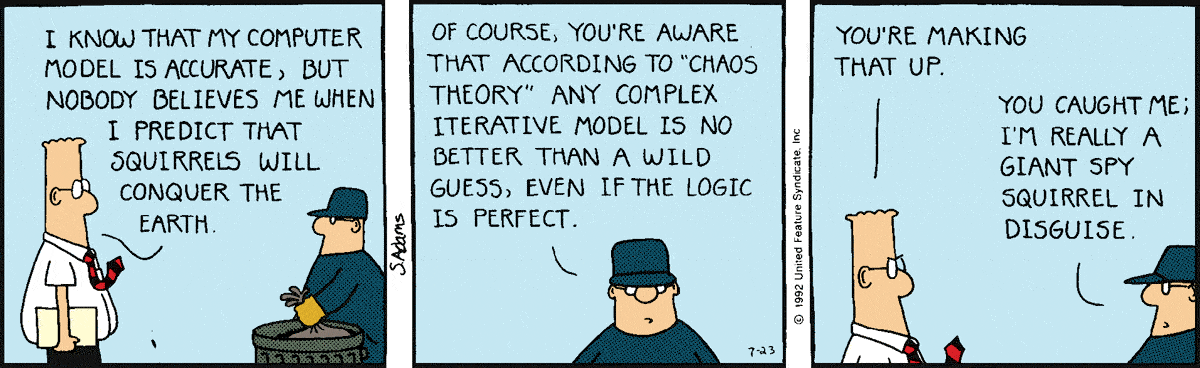 I KNOW THAT MY COMPUTER
MODEL IS ACCURATE, BUT
NOBODY BELIEVES ME WHEN
I PREDICT THAT
SQUIRRELS WILL
CONQUER THE
EARTH.
S.Adams
OF COURSE, YOU'RE AWARE
THAT ACCORDING TO "CHAOS
THEORY" ANY COMPLEX
ITERATIVE MODEL IS NO
BETTER THAN A WILD
GUESS, EVEN IF THE LOGIC
IS PERFECT.
7-23
© 1992 United Feature Syndicate, Inc
YOU'RE MAKING
THAT UP.
YOU CAUGHT ME;
I'M REALLY A
GIANT SPY
SQUIRREL IN
DISGUISE.